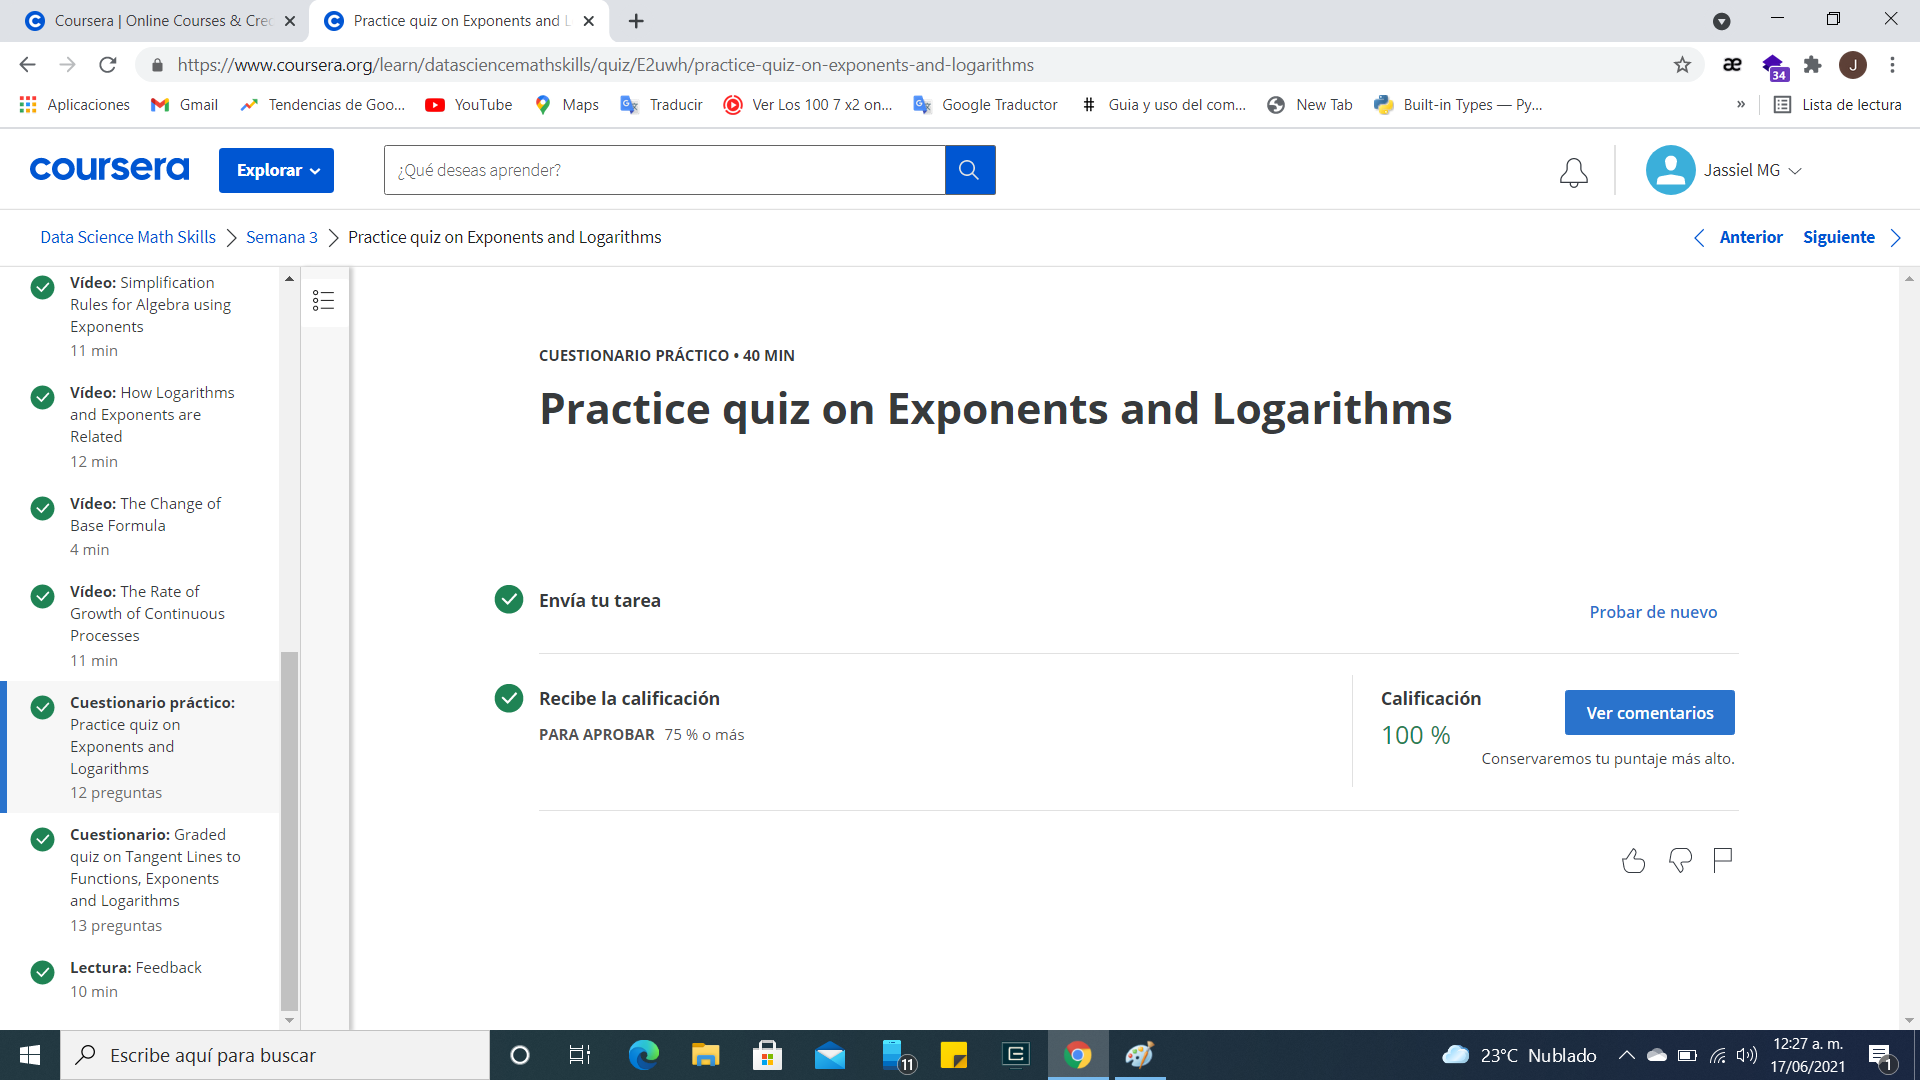 Coursera | Online Courses & Cre
Practice quiz on Exponents and L
https://www.coursera.org/learn/datasciencemathskills/quiz/E2uwh/practice-quiz-on-exponents-and-logarithms
æ
34
J
Aplicaciones
Gmail
Tendencias de Goo...
YouTube
Maps
Traducir
Ver Los 100 7 x2 on...
Google Traductor
# Guia y uso del com...
New Tab
Built-in Types — Py...
»
Lista de lectura
coursera
Explorar
¿Qué deseas aprender?
Jassiel MG
Data Science Math Skills
Semana 3
Practice quiz on Exponents and Logarithms
Anterior
Siguiente
Vídeo: Simplification
Rules for Algebra using
Exponents
11 min
Vídeo: How Logarithms
and Exponents are
Related
12 min
Vídeo: The Change of
Base Formula
4 min
Vídeo: The Rate of
Growth of Continuous
Processes
11 min
Cuestionario práctico:
Practice quiz on
Exponents and
Logarithms
12 preguntas
Cuestionario: Graded
quiz on Tangent Lines to
Functions, Exponents
and Logarithms
13 preguntas
Lectura: Feedback
10 min
CUESTIONARIO PRÁCTICO • 40 MIN
Practice quiz on Exponents and Logarithms
Envía tu tarea
Probar de nuevo
Recibe la calificación
PARA APROBAR 75 % o más
Calificación
100 %
Ver comentarios
Conservaremos tu puntaje más alto.
Escribe aquí para buscar
11
23°C Nublado
12:27 a. m.
17/06/2021
1